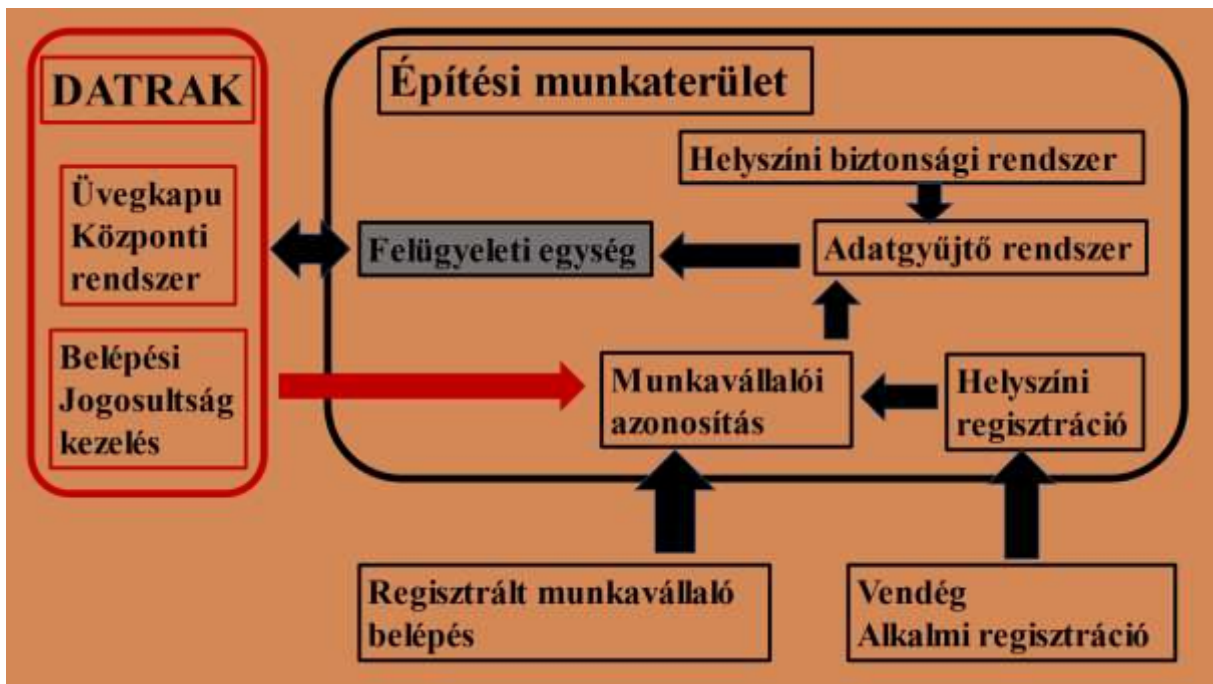 DATRAK
Üvegkapu
Központi
rendszer
Belépési
Jogosultság
kezelés
Építési munkaterület
Helyszíni biztonsági rendszer
Felügyeleti egység
Adatgyűjtő rendszer
Munkavállalói
azonosítás
Helyszíni
regisztráció
Regisztrált munkavállaló
belépés
Vendég
Alkalmi regisztráció